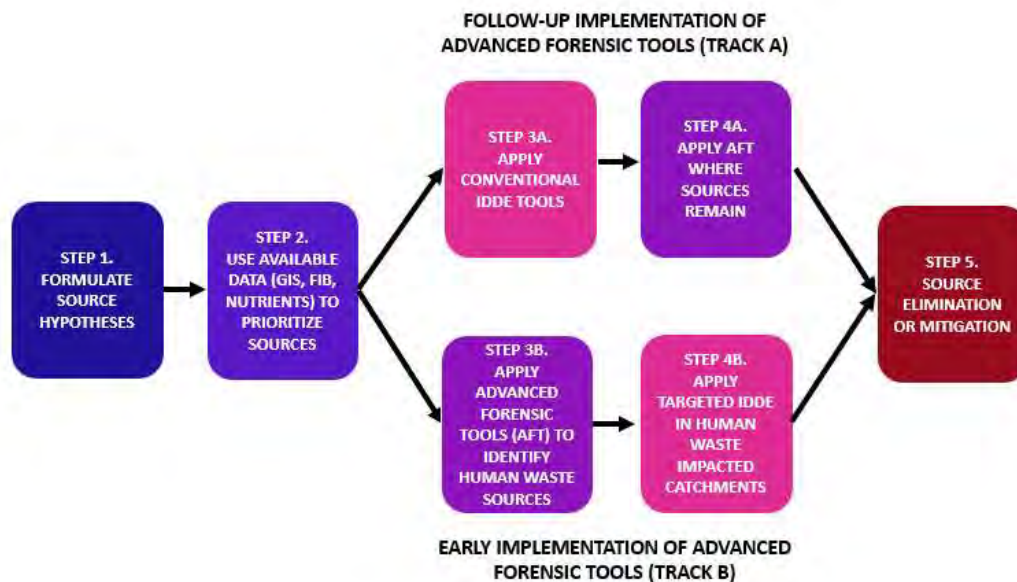 FOLLOW-UP IMPLEMENTATION OF
ADVANCED FORENSIC TOOLS (TRACK A)
STEP 1.
FORMULATE
SOURCE
HYPOTHESES
STEP 2.
USE AVAILABLE
DATA (GIS, FIB,
NUTRIENTS) TO
PRIORITIZE
SOURCES
STEP 3A.
APPLY
CONVENTIONAL
IDDE TOOLS
STEP 4A.
APPLY AFT
WHERE
SOURCES
REMAIN
STEP 3B.
APPLY
ADVANCED
FORENSIC
TOOLS (AFT) TO
IDENTIFY
HUMAN WASTE
SOURCES
STEP 4B.
APPLY
TARGETED IDDE
IN HUMAN
WASTE
IMPACTED
CATCHMENTS
STEP 5.
SOURCE
ELIMINATION
OR MITIGATION
EARLY IMPLEMENTATION OF ADVANCED
FORENSIC TOOLS (TRACK B)